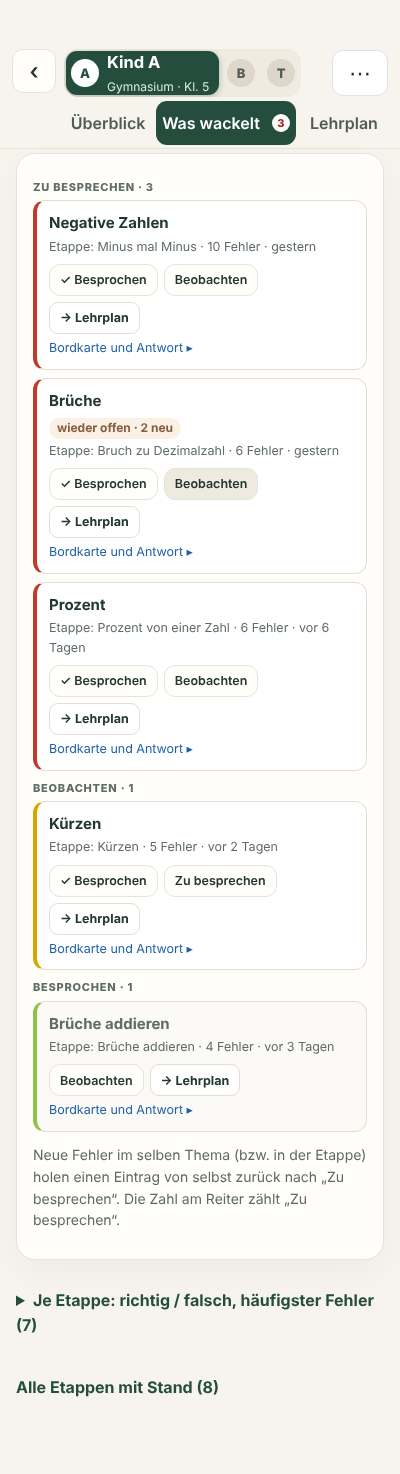 ‹
A
Kind A
Gymnasium · Kl. 5
B
T
...
Überblick
Was wackelt 3
Lehrplan
ZU BESPRECHEN · 3
Negative Zahlen
Etappe: Minus mal Minus · 10 Fehler · gestern
✓ Besprochen
Beobachten
→ Lehrplan
Bordkarte und Antwort ▸
Brüche
wieder offen · 2 neu
Etappe: Bruch zu Dezimalzahl · 6 Fehler · gestern
✓ Besprochen
Beobachten
→ Lehrplan
Bordkarte und Antwort ▸
Prozent
Etappe: Prozent von einer Zahl · 6 Fehler · vor 6
Tagen
✓ Besprochen
Beobachten
→ Lehrplan
Bordkarte und Antwort ▸
BEOBACHTEN · 1
Kürzen
Etappe: Kürzen · 5 Fehler · vor 2 Tagen
✓ Besprochen
Zu besprechen
→ Lehrplan
Bordkarte und Antwort ▸
BESPROCHEN · 1
Brüche addieren
Etappe: Brüche addieren · 4 Fehler · vor 3 Tagen
Beobachten
→ Lehrplan
Bordkarte und Antwort ▸
Neue Fehler im selben Thema (bzw. in der Etappe)
holen einen Eintrag von selbst zurück nach „Zu
besprechen“. Die Zahl am Reiter zählt „Zu
besprechen“.
▶ Je Etappe: richtig / falsch, häufigster Fehler
(7)
Alle Etappen mit Stand (8)